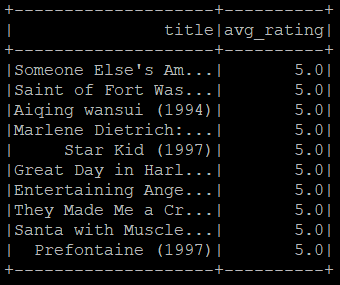 +--------------------+----------+
|               title|avg_rating|
+--------------------+----------+
|Someone Else's Am...|       5.0|
|Saint of Fort Was...|       5.0|
|Aiqing wansui (1994)|       5.0|
|Marlene Dietrich:...|       5.0|
|     Star Kid (1997)|       5.0|
|Great Day in Harl...|       5.0|
|Entertaining Ange...|       5.0|
|They Made Me a Cr...|       5.0|
|Santa with Muscle...|       5.0|
|  Prefontaine (1997)|       5.0|
+--------------------+----------+